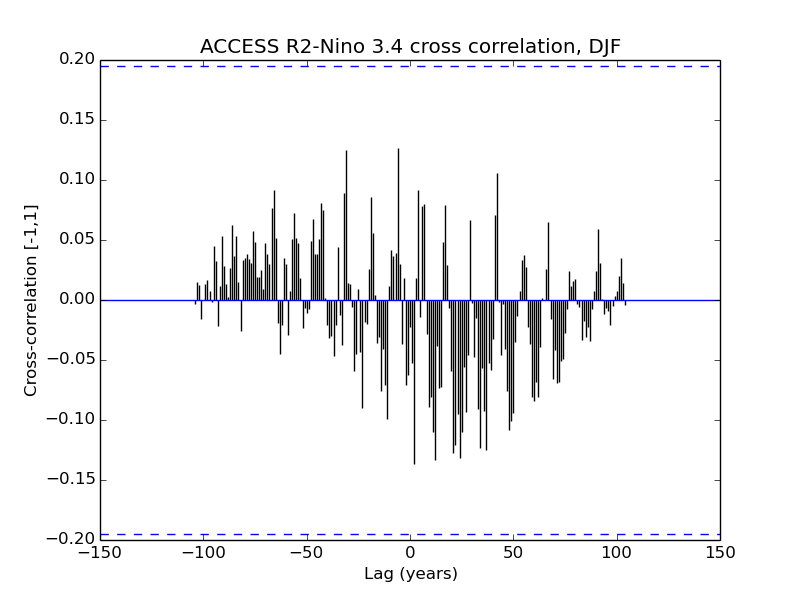 ACCESS R2-Nino 3.4 cross correlation, DJF
0.20
0.15
0.10
0.05
0.00
−0.05
−0.10
−0.15
−0.20
Cross-correlation [-1,1]
−150 −100 −50 0 50 100 150
Lag (years)